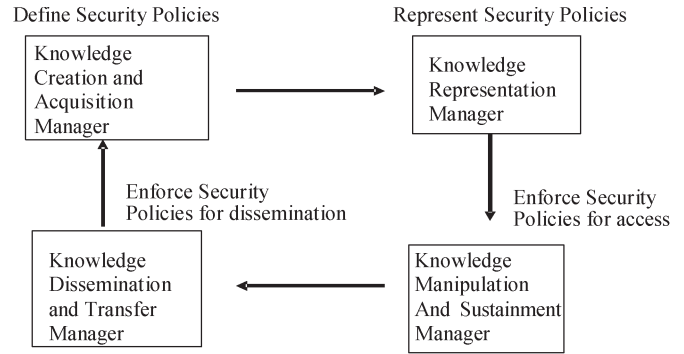 Define Security Policies
Represent Security Policies
Knowledge
Creation and
Acquisition
Manager
Knowledge
Representation
Manager
Enforce Security
Policies for dissemination
Enforce Security
Policies for access
Knowledge
Dissemination
and Transfer
Manager
Knowledge
Manipulation
And Sustainment
Manager